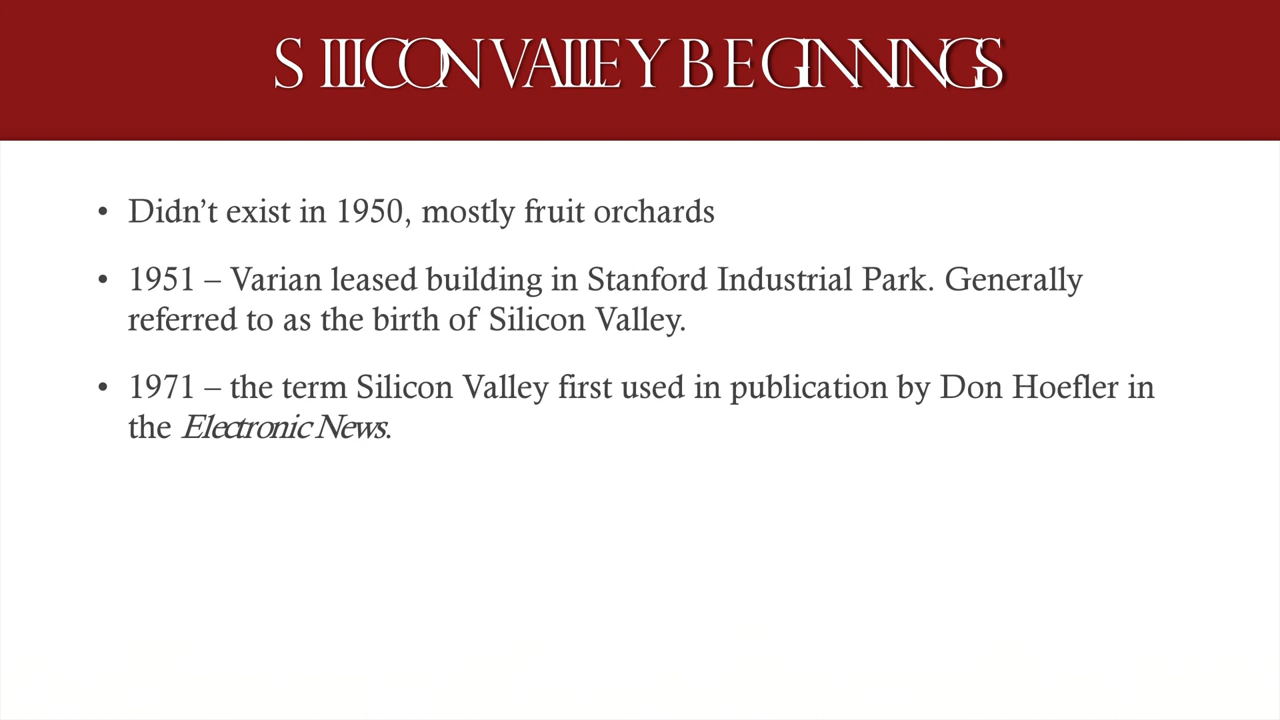 SILICON VALLEY BEGINNINGS
• Didn't exist in 1950, mostly fruit orchards
• 1951 – Varian leased building in Stanford Industrial Park. Generally
referred to as the birth of Silicon Valley.
• 1971 – the term Silicon Valley first used in publication by Don Hoefler in
the Electronic News.